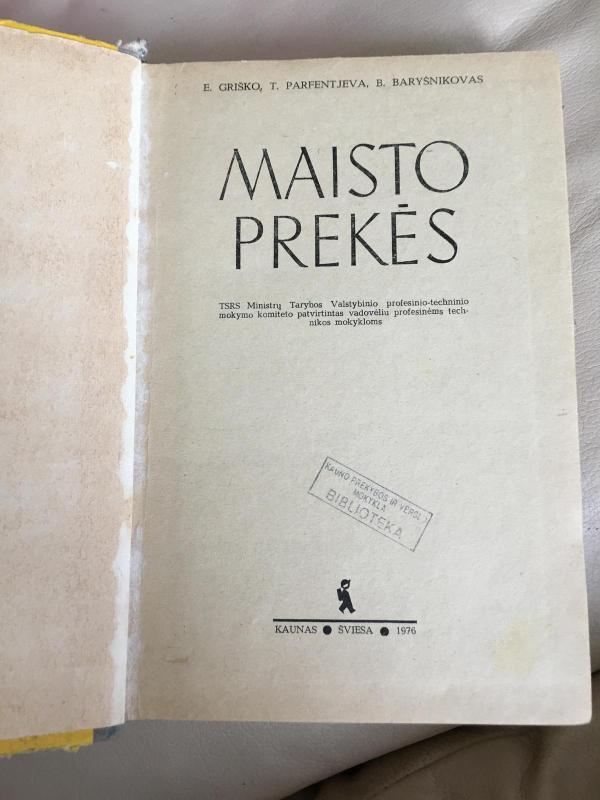 E. GRIŠKO, T. PARFENTJEVA, B. BARYŠNIKOVAS
MAISTO
PREKĖS
TSRS Ministrų Tarybos Valstybinio profesinio-techninio
mokymo komiteto patvirtintas vadovėliu profesinėms tech-
nikos mokykloms
KAUNO PREKYBOS IR VERSLO
MOKYKLA
BIBLIOTEKA
KAUNAS ● ŠVIESA ● 1976